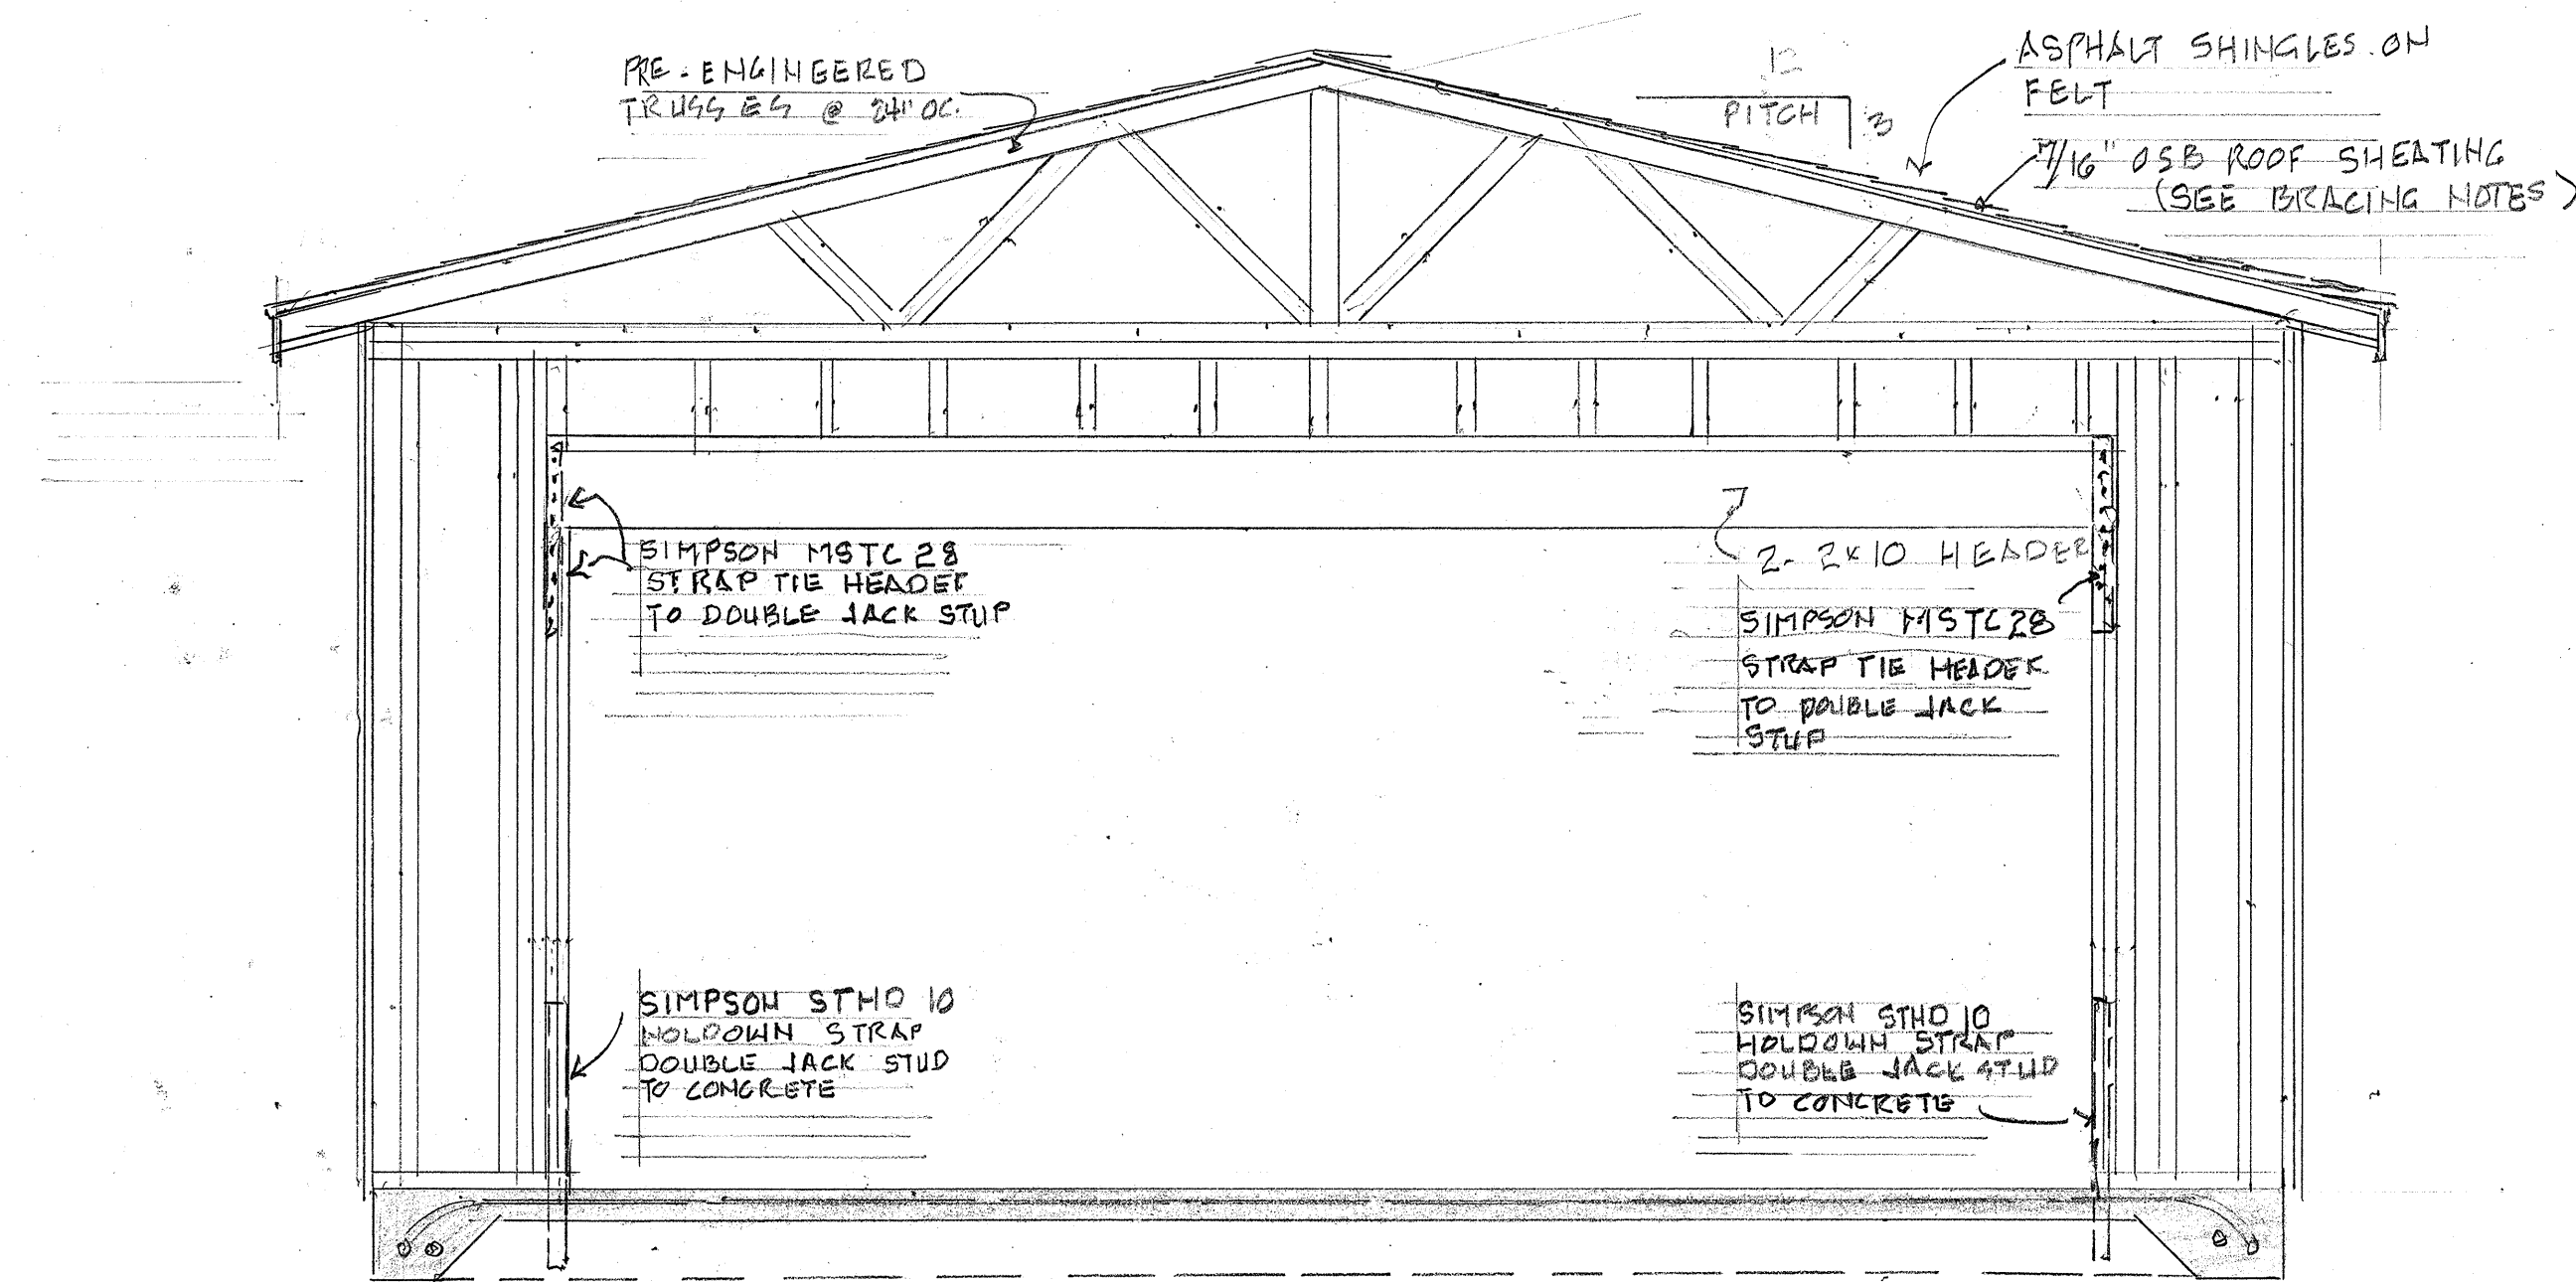 PRE-ENGINEERED
TRUSSES @ 24" OC.
12
PITCH 3
ASPHALT SHINGLES ON
FELT
7/16" OSB ROOF SHEATING
(SEE BRACING NOTES)
SIMPSON MSTC 28
STRAP TIE HEADER
TO DOUBLE JACK STUD
2- 2x10 HEADER
SIMPSON MSTC 28
STRAP TIE HEADER
TO DOUBLE JACK
STUD
SIMPSON STHD 10
HOLDOWN STRAP
DOUBLE JACK STUD
TO CONCRETE
SIMPSON STHD 10
HOLDOWN STRAP
DOUBLE JACK STUD
TO CONCRETE